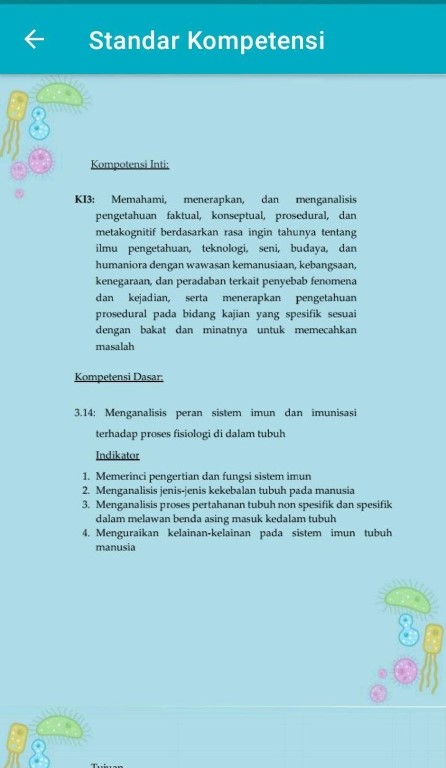 Standar Kompetensi
Kompotensi Inti:
KI3: Memahami, menerapkan, dan menganalisis
pengetahuan faktual, konseptual, prosedural, dan
metakognitif berdasarkan rasa ingin tahunya tentang
ilmu pengetahuan, teknologi, seni, budaya, dan
humaniora dengan wawasan kemanusiaan, kebangsaan,
kenegaraan, dan peradaban terkait penyebab fenomena
dan kejadian, serta menerapkan pengetahuan
prosedural pada bidang kajian yang spesifik sesuai
dengan bakat dan minatnya untuk memecahkan
masalah
Kompetensi Dasar:
3.14: Menganalisis peran sistem imun dan imunisasi
terhadap proses fisiologi di dalam tubuh
Indikator
1. Memerinci pengertian dan fungsi sistem imun
2. Menganalisis jenis-jenis kekebalan tubuh pada manusia
3. Menganalisis proses pertahanan tubuh non spesifik dan spesifik
dalam melawan benda asing masuk kedalam tubuh
4. Menguraikan kelainan-kelainan pada sistem imun tubuh
manusia
Tujuan